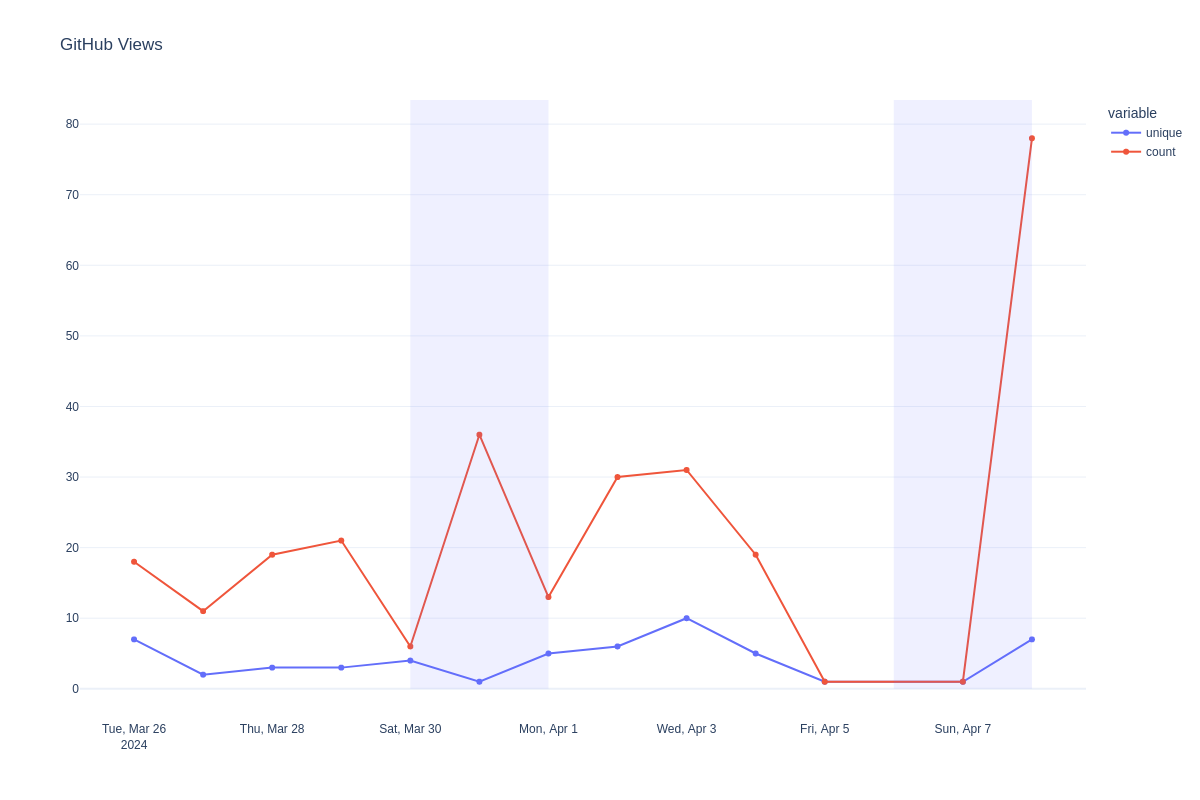 GitHub Views
variable
unique
count
80
70
60
50
40
30
20
10
0
Tue, Mar 26
2024
Thu, Mar 28
Sat, Mar 30
Mon, Apr 1
Wed, Apr 3
Fri, Apr 5
Sun, Apr 7